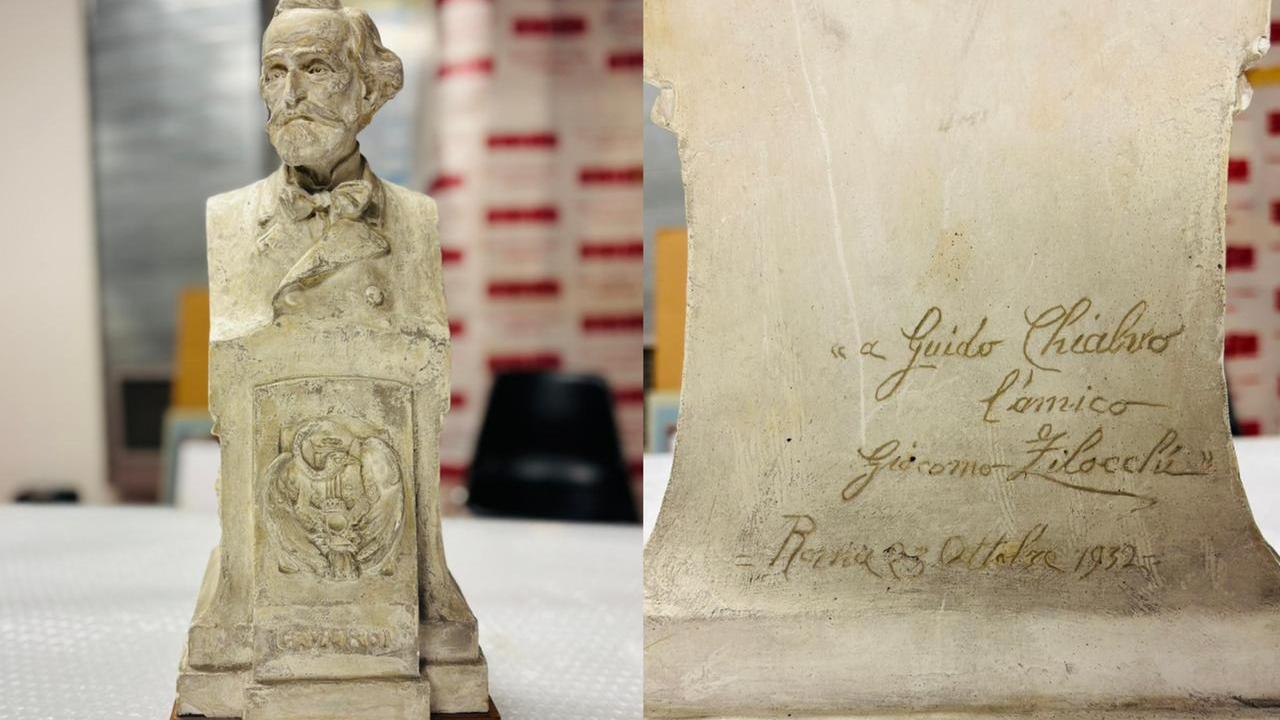 « a Guido Chialvo
l'amico
Giacomo Zilocchi »
= Roma 23 Ottobre 1932 =